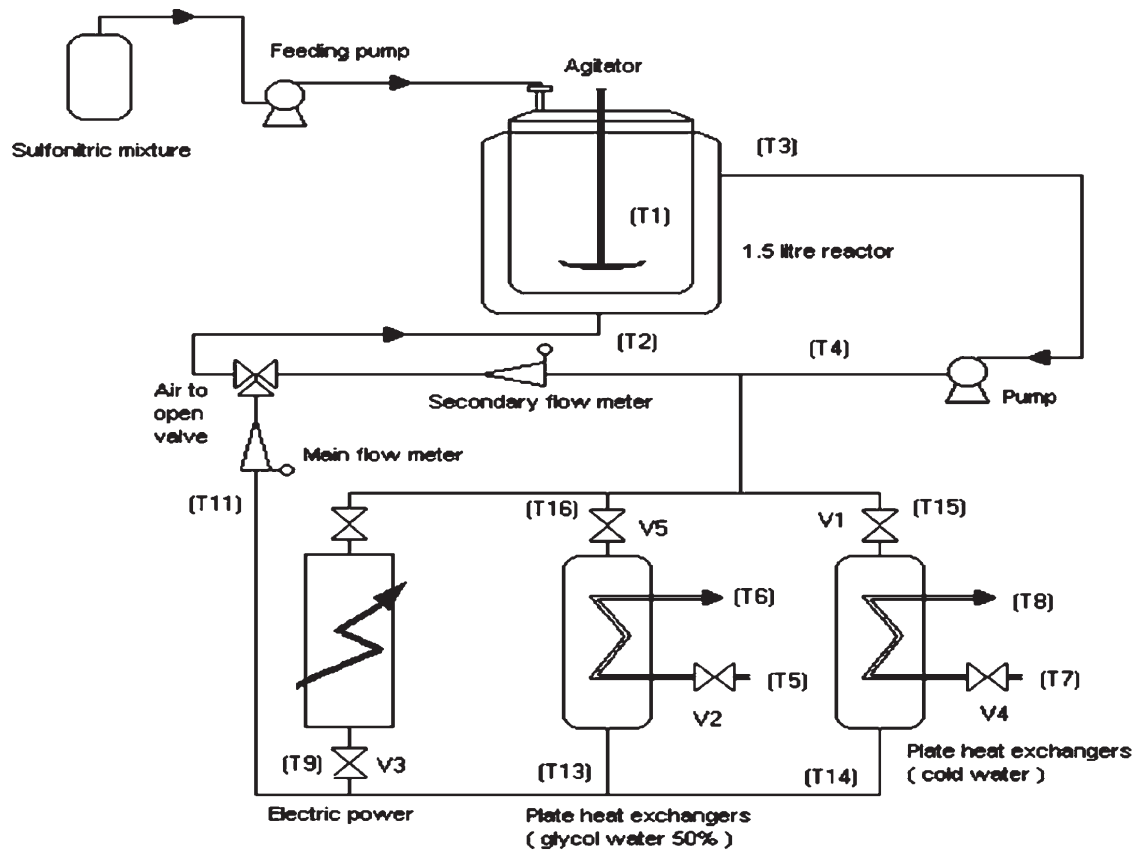 Feeding pump
Agitator
Sulfonitric mixture
(T3)
(T1)
1.5 litre reactor
(T2)
(T4)
Air to
open
valve
Secondary flow meter
Pump
Main flow meter
(T11)
(T16)
V5
V1
(T15)
(T6)
(T8)
(T5)
(T7)
V2
V4
(T9)
V3
(T13)
(T14)
Plate heat exchangers
( cold water )
Electric power
Plate heat exchangers
( glycol water 50% )